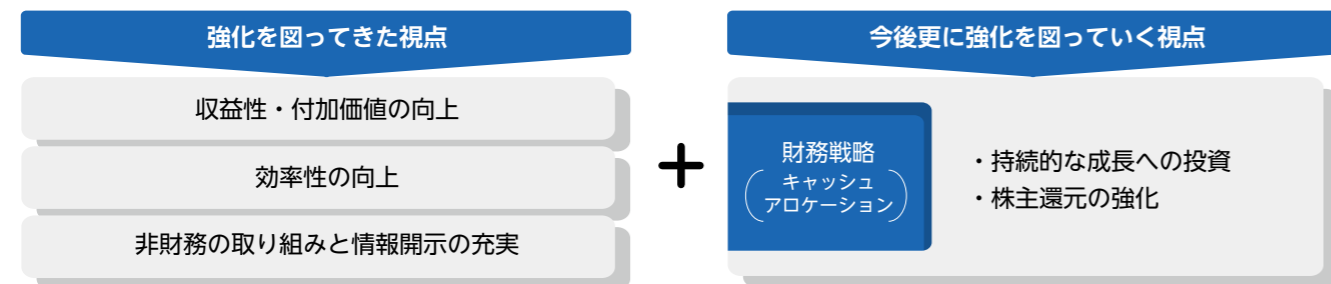 強化を図ってきた視点
収益性・付加価値の向上
効率性の向上
非財務の取り組みと情報開示の充実
+
今後更に強化を図っていく視点
財務戦略
(キャッシュ
アロケーション)
・持続的な成長への投資
・株主還元の強化